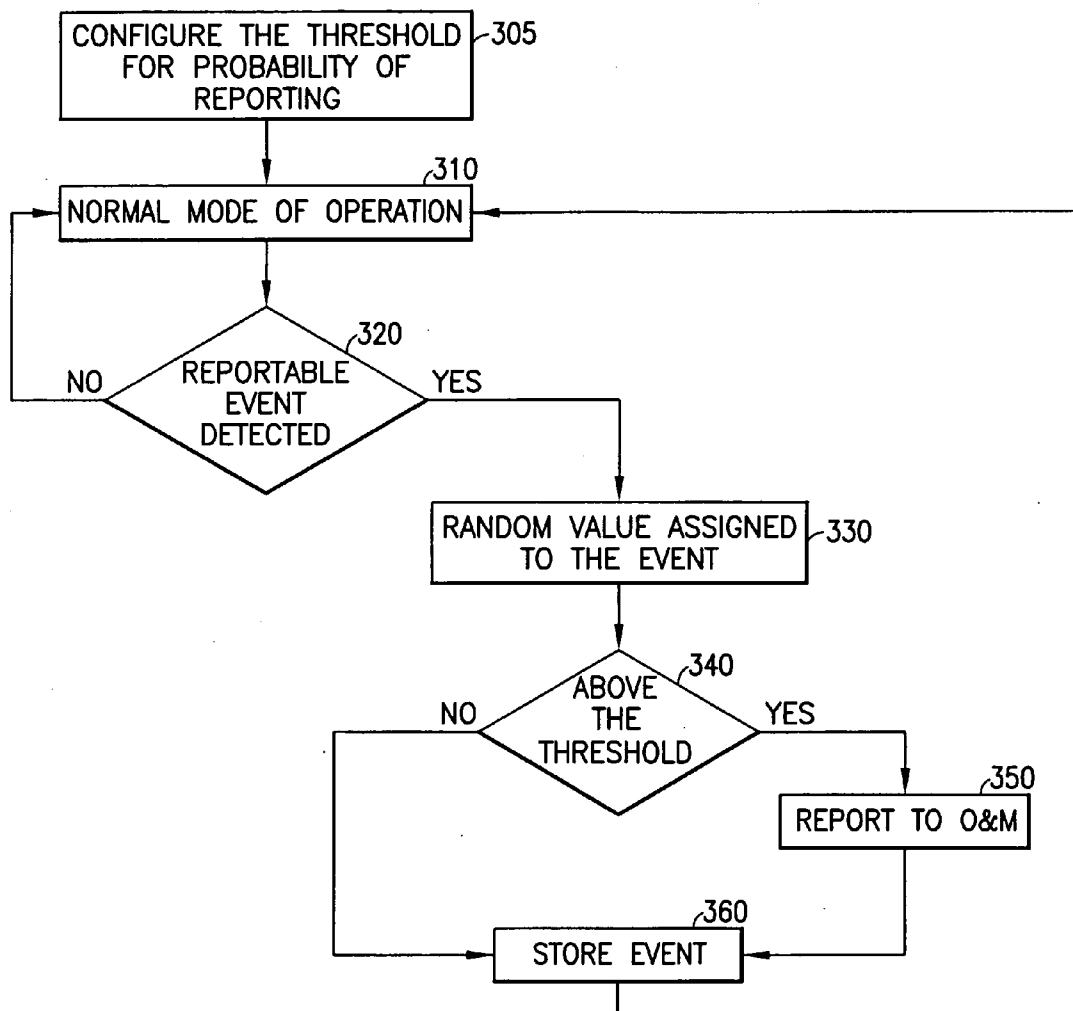 CONFIGURE THE THRESHOLD
FOR PROBABILITY OF
REPORTING
305
310
NORMAL MODE OF OPERATION
320
NO
REPORTABLE
EVENT
DETECTED
YES
RANDOM VALUE ASSIGNED
TO THE EVENT
330
340
NO
ABOVE
THE
THRESHOLD
YES
350
REPORT TO O&M
360
STORE EVENT